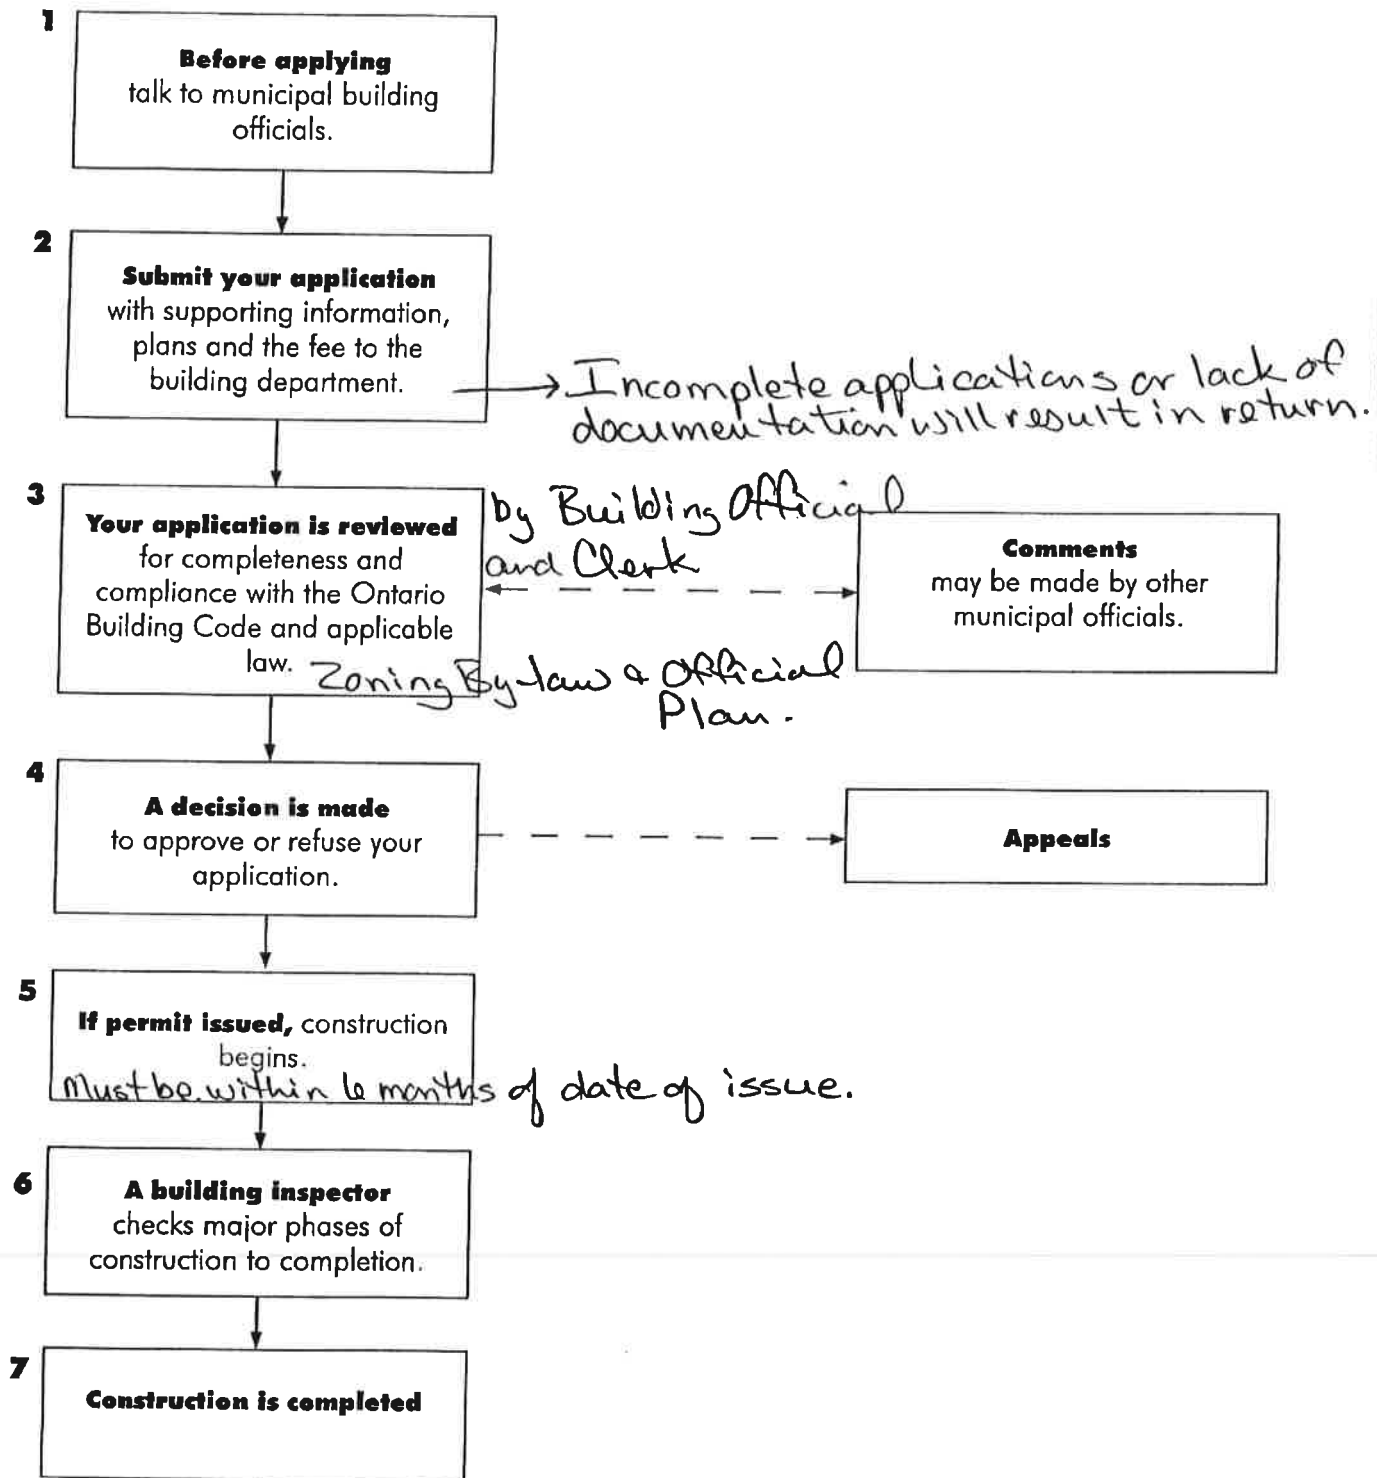 1
Before applying
talk to municipal building
officials.
2
Submit your application
with supporting information,
plans and the fee to the
building department.
Incomplete applications or lack of
documentation will result in return.
3
Your application is reviewed
for completeness and
compliance with the Ontario
Building Code and applicable
law.
by Building Official
and Clerk
Zoning By-law & Official
Plan.
Comments
may be made by other
municipal officials.
4
A decision is made
to approve or refuse your
application.
Appeals
5
If permit issued, construction
begins.
Must be within 6 months of date of issue.
6
A building inspector
checks major phases of
construction to completion.
7
Construction is completed